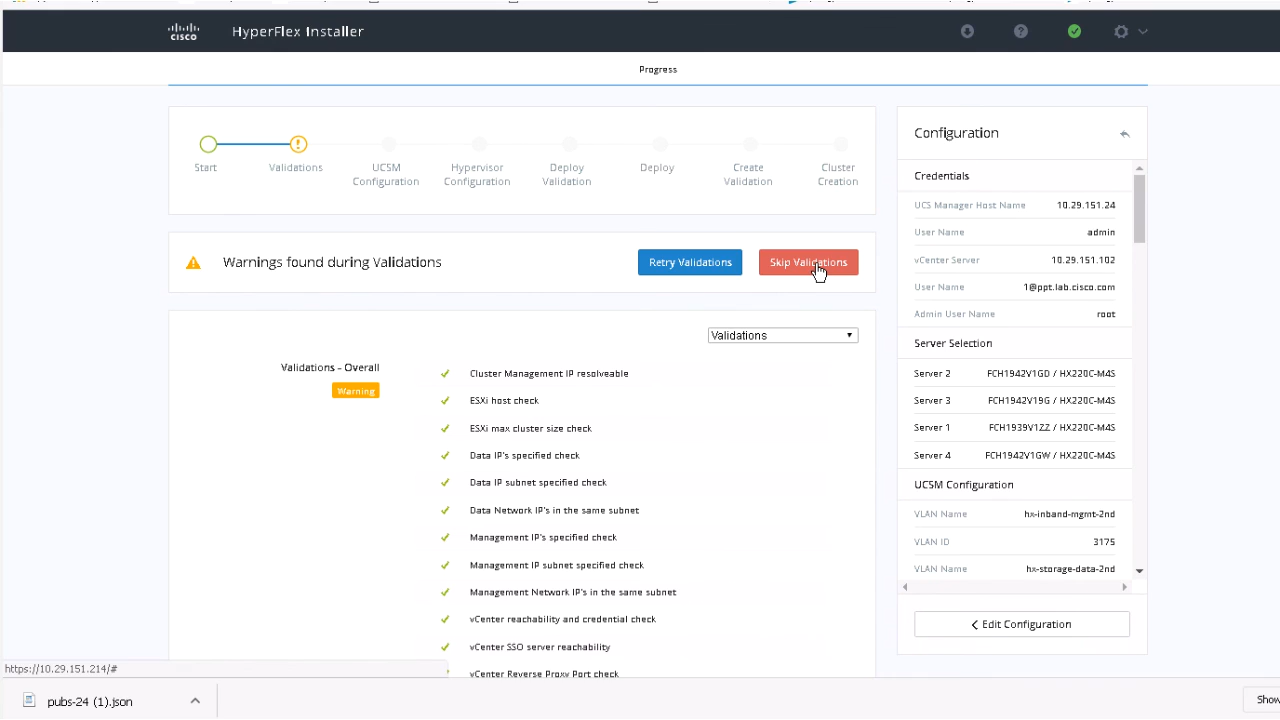 CISCO
HyperFlex Installer
Progress
Start
Validations
UCSM
Configuration
Hypervisor
Configuration
Deploy
Validation
Deploy
Create
Validation
Cluster
Creation
Warnings found during Validations
Retry Validations
Skip Validations
Validations
Validations - Overall
Warning
Cluster Management IP resolveable
ESXi host check
ESXi max cluster size check
Data IP's specified check
Data IP subnet specified check
Data Network IP's in the same subnet
Management IP's specified check
Management IP subnet specified check
Management Network IP's in the same subnet
vCenter reachability and credential check
vCenter SSO server reachability
vCenter Reverse Proxy Port check
Configuration
Credentials
UCS Manager Host Name 10.29.151.24
User Name admin
vCenter Server 10.29.151.102
User Name 1@ppt.lab.cisco.com
Admin User Name root
Server Selection
Server 2 FCH1942V1GD / HX220C-M4S
Server 3 FCH1942V19G / HX220C-M4S
Server 1 FCH1939V1ZZ / HX220C-M4S
Server 4 FCH1942V1GW / HX220C-M4S
UCSM Configuration
VLAN Name hx-inband-mgmt-2nd
VLAN ID 3175
VLAN Name hx-storage-data-2nd
Edit Configuration
https://10.29.151.214/#
pubs-24 (1).json
Show